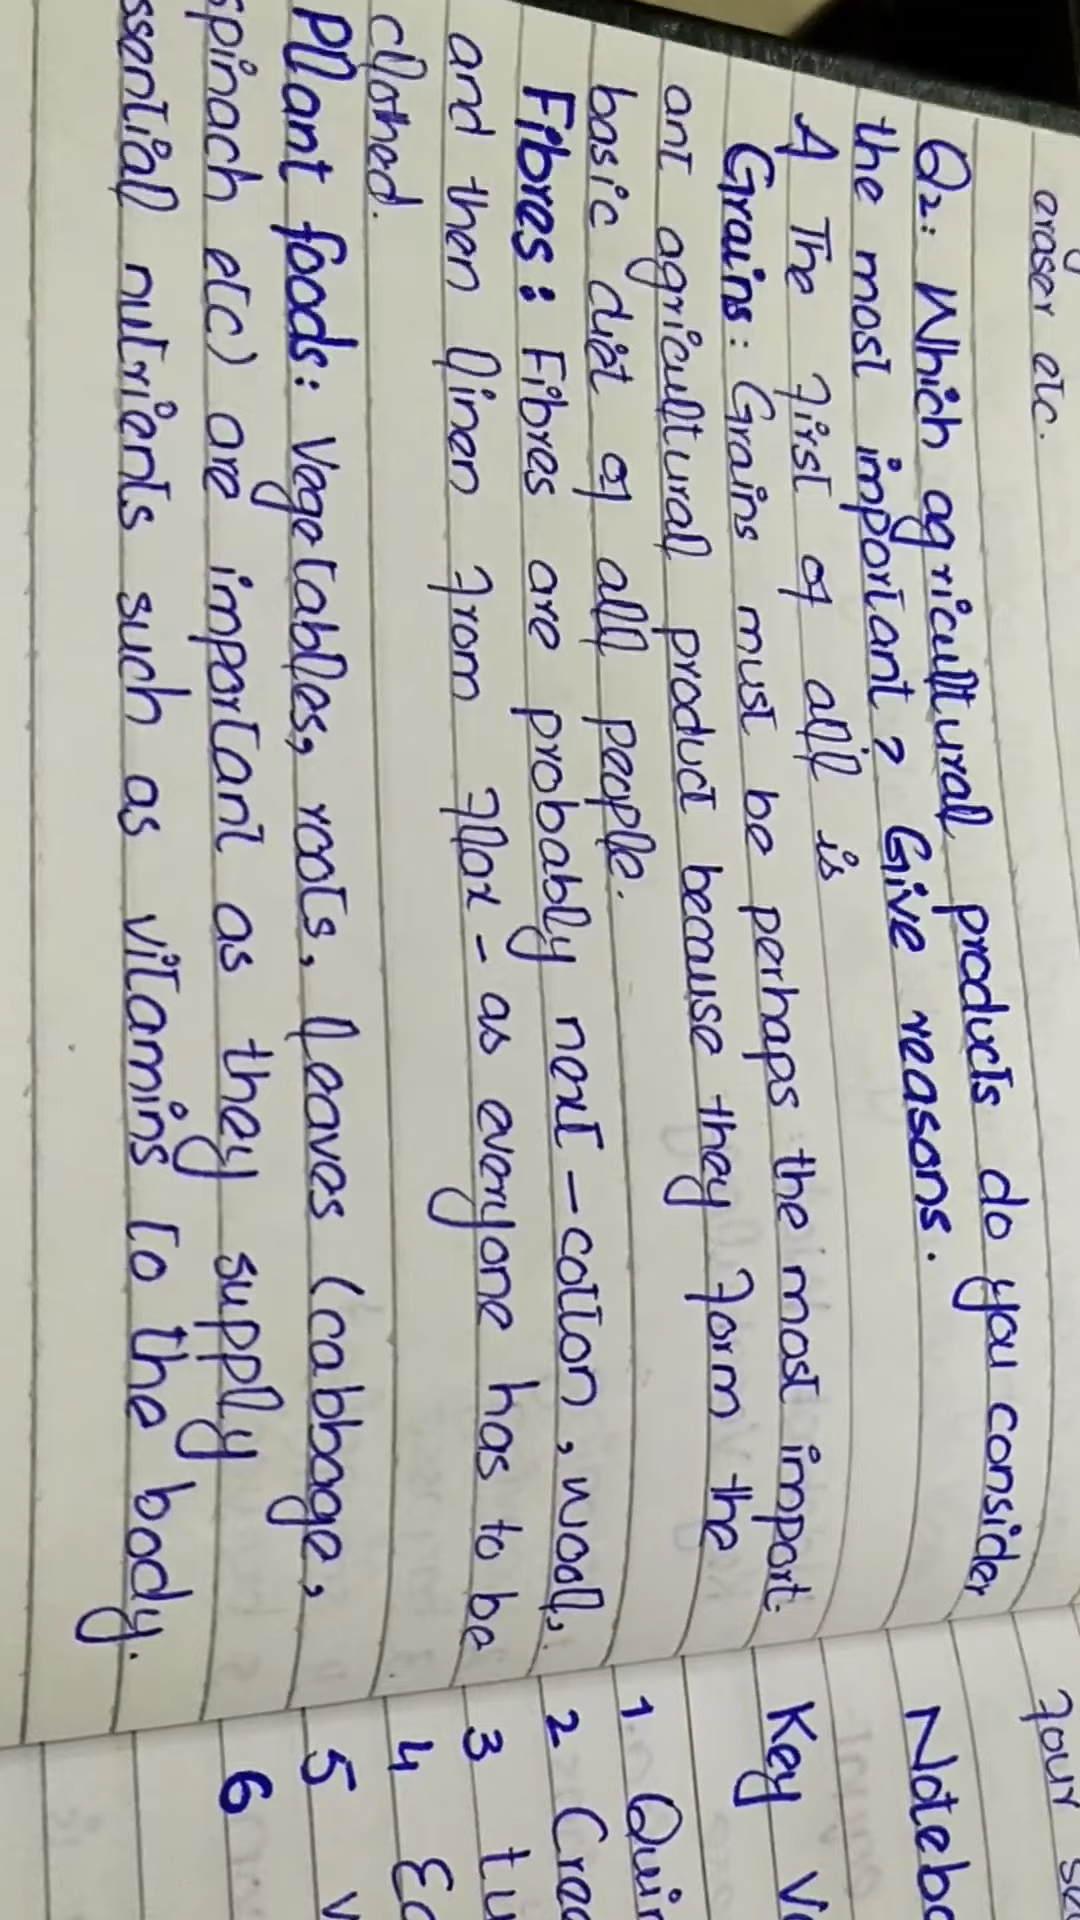 eraser etc.
Q2: Which agricultural products do you consider
the most important? Give reasons.
A The first of all is
Grains: Grains must be perhaps the most import-
ant agricultural product because they form the
basic diet of all people.
Fibres: Fibres are probably next - cotton, wool,
and then linen from flax - as everyone has to be
clothed.
Plant foods: Vegetables, roots, leaves (cabbage,
spinach etc) are important as they supply
ssential nutrients such as vitamins to the body.
four
Noteb
Key
1.
2
3
4
5
6